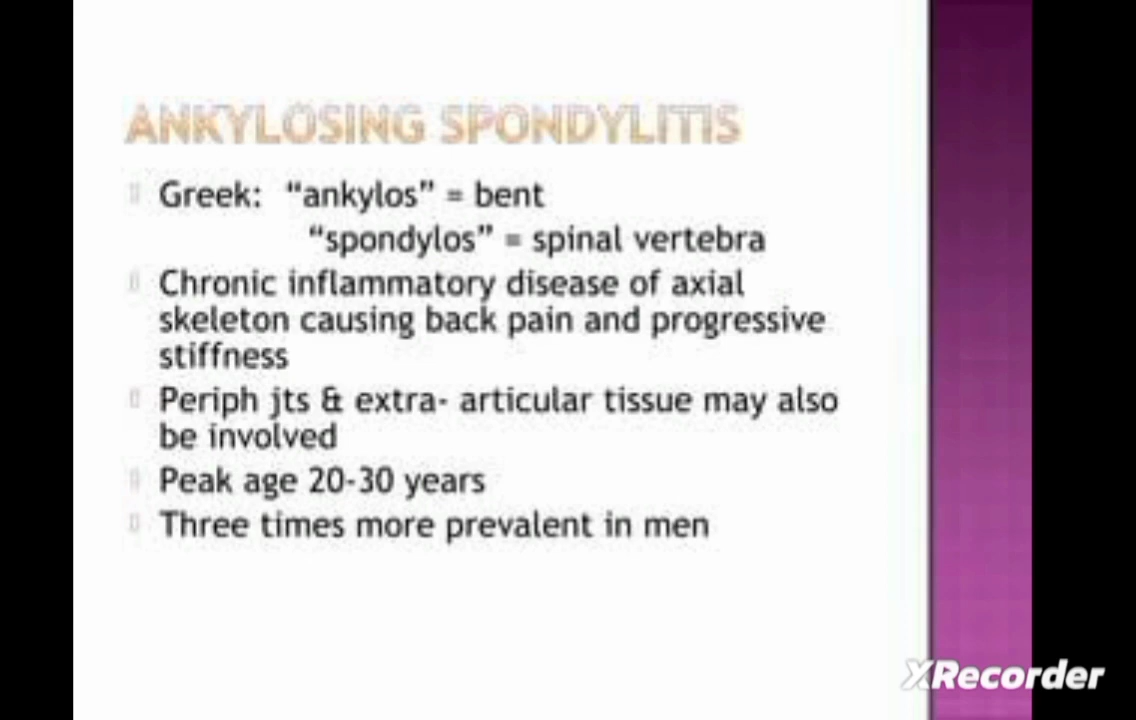 ANKYLOSING SPONDYLITIS
Greek: “ankylos” = bent
“spondylos” = spinal vertebra
Chronic inflammatory disease of axial
skeleton causing back pain and progressive
stiffness
Periph jts & extra- articular tissue may also
be involved
Peak age 20-30 years
Three times more prevalent in men
XRecorder